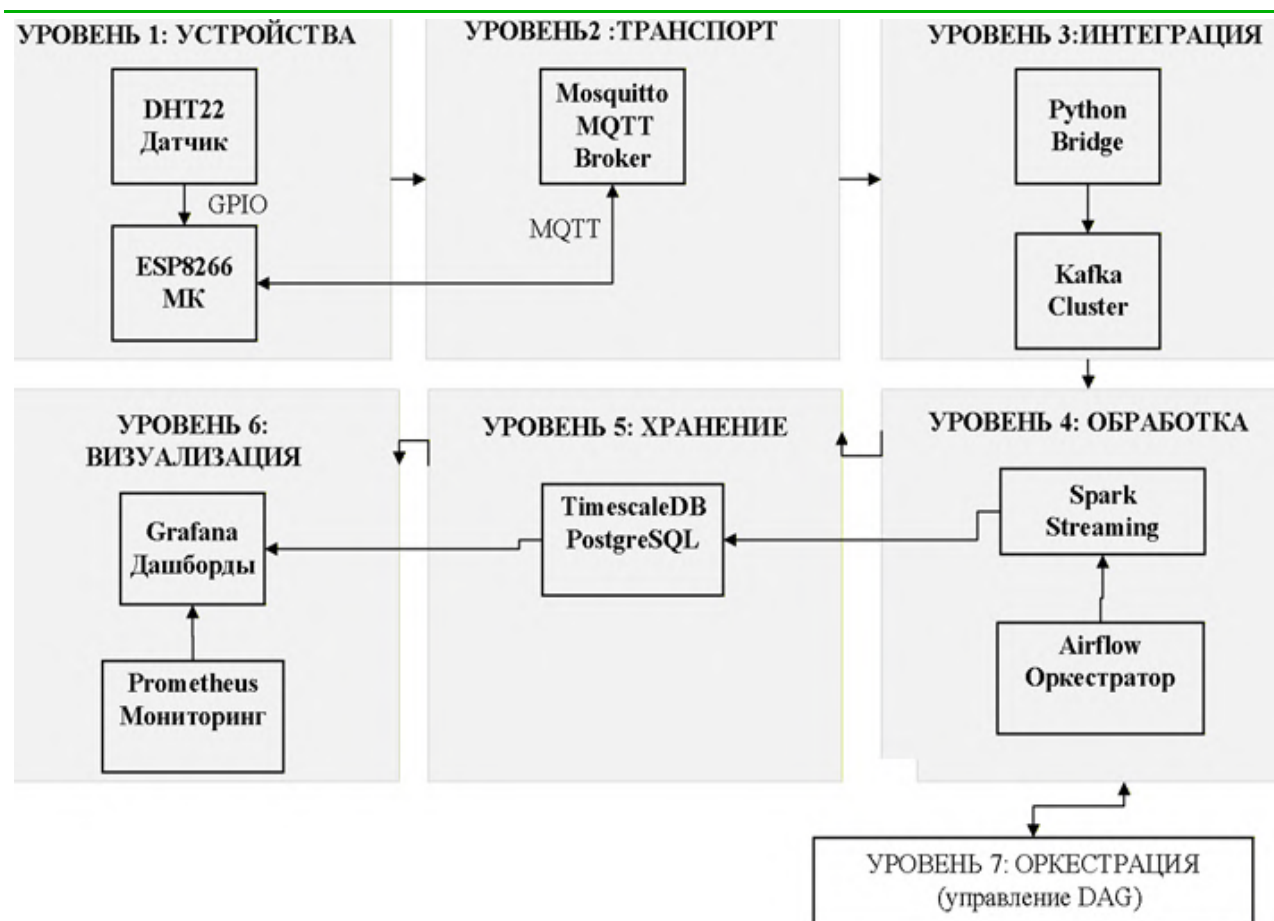 УРОВЕНЬ 1: УСТРОЙСТВА
DHT22
Датчик
GPIO
ESP8266
МК
УРОВЕНЬ2 :ТРАНСПОРТ
Mosquitto
MQTT
Broker
MQTT
УРОВЕНЬ 3:ИНТЕГРАЦИЯ
Python
Bridge
Kafka
Cluster
УРОВЕНЬ 4: ОБРАБОТКА
Spark
Streaming
Airflow
Оркестратор
УРОВЕНЬ 5: ХРАНЕНИЕ
TimescaleDB
PostgreSQL
УРОВЕНЬ 6:
ВИЗУАЛИЗАЦИЯ
Grafana
Дашборды
Prometheus
Мониторинг
УРОВЕНЬ 7: ОРКЕСТРАЦИЯ
(управление DAG)